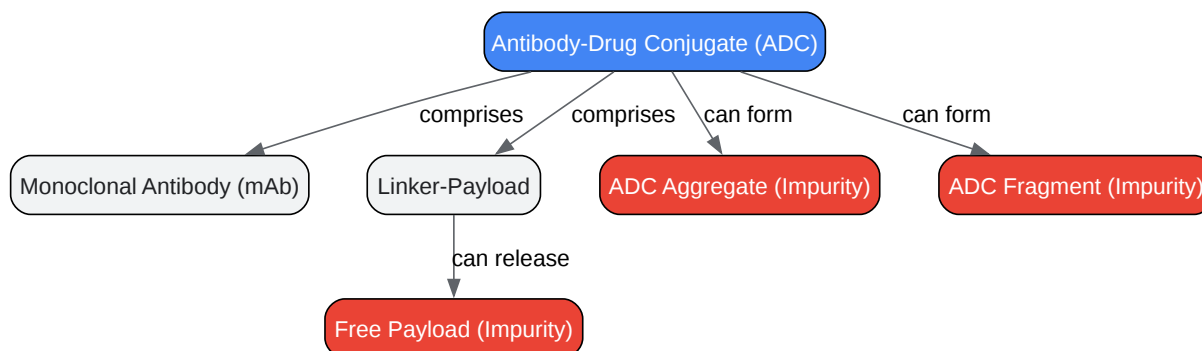 Antibody-Drug Conjugate (ADC)
comprises
comprises
can form
can form
Monoclonal Antibody (mAb)
Linker-Payload
ADC Aggregate (Impurity)
ADC Fragment (Impurity)
can release
Free Payload (Impurity)